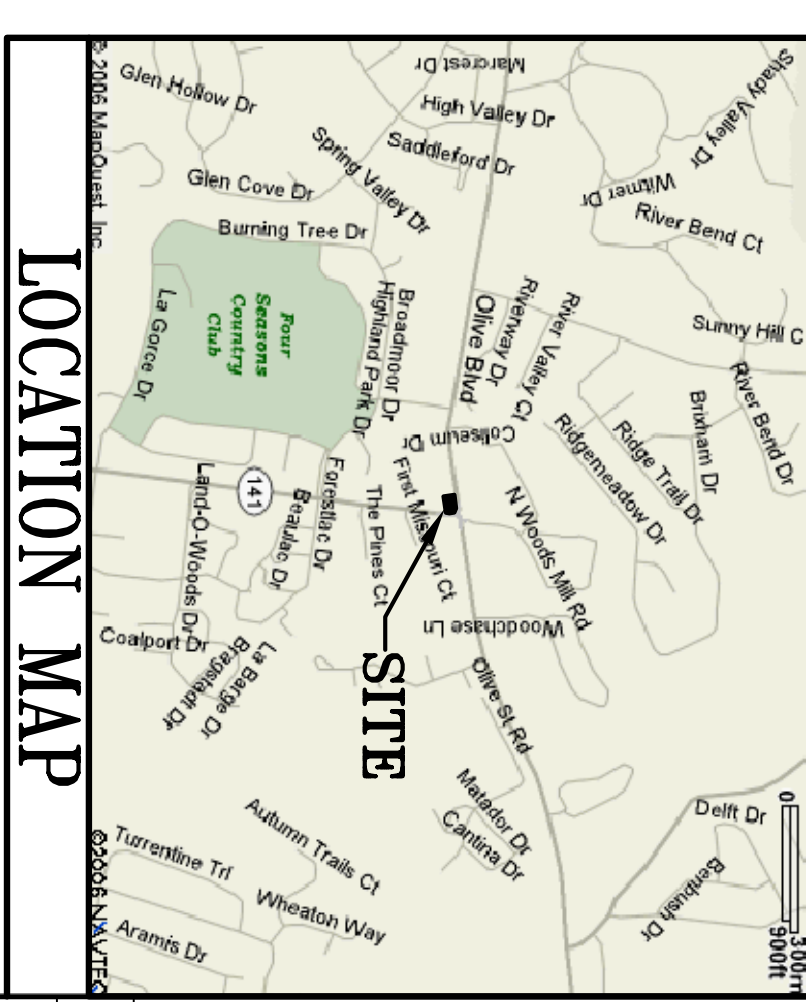 Marcrest Dr
High Valley Dr
Shady Valley Dr
Glen Hollow Dr
Saddleford Dr
Spring Valley Dr
Witmer Dr
Glen Cove Dr
River Bend Ct
Burning Tree Dr
Broadmoor Dr
Highland Park Dr
Olive Blvd
Riverway Dr
River Valley Ct
Sunny Hill C
River Bend Dr
La Gorce Dr
Four
Seasons
Country
Club
Brixham Dr
Ridge Trail Dr
Ridgemeadow Dr
Coliseum Dr
First Missouri Ct
The Pines Ct
Forestlac Dr
Beaulac Dr
141
Land-O-Woods Dr
N Woods Mill Rd
Woodchase Ln
Coalport Dr
La Barge Dr
Bragstadt Dr
Olive St Rd
SITE
Matador Dr
Cantina Dr
Delft Dr
Benbush Dr
Autumn Trails Ct
Turrentine Trl
Wheaton Way
Aramis Dr
0
300m
900ft
© 2006 MapQuest, Inc.
©2006 NAVTEQ
LOCATION MAP